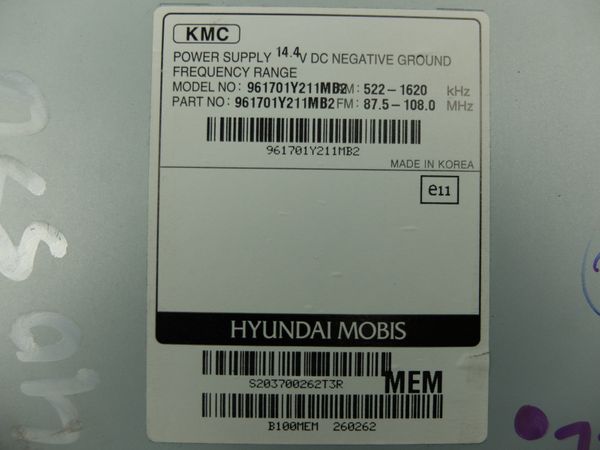 KMC
POWER SUPPLY 14.4V DC NEGATIVE GROUND
FREQUENCY RANGE
MODEL NO: 961701Y211MB2 AM: 522-1620 kHz
PART NO: 961701Y211MB2 FM: 87.5-108.0 MHz
961701Y211MB2
MADE IN KOREA
e11
HYUNDAI MOBIS
S203700262T3R
MEM
B100MEM 260262